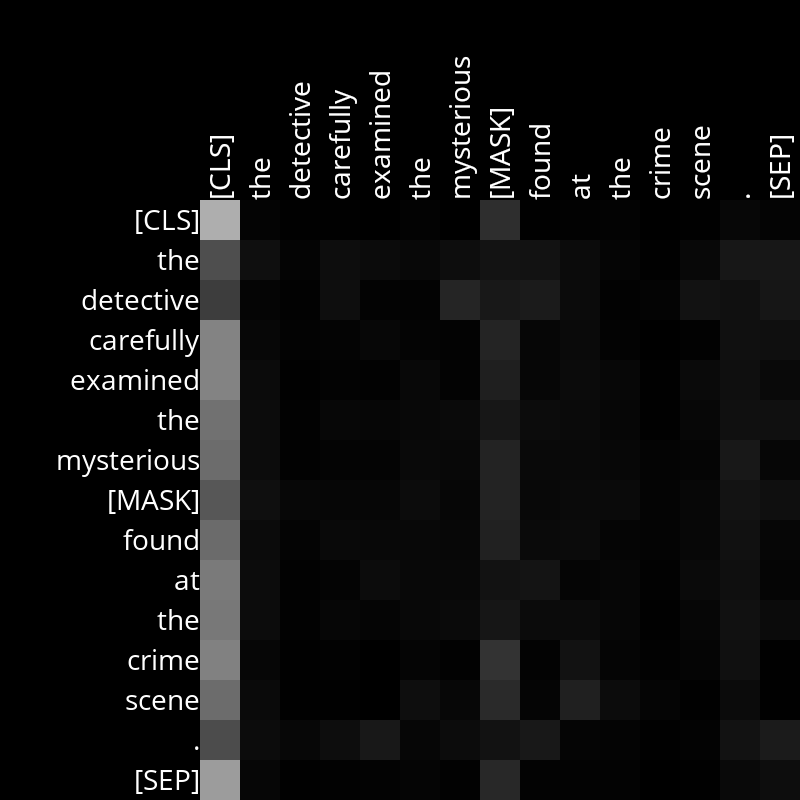 [CLS] the detective carefully examined the mysterious [MASK] found at the crime scene . [SEP]
[CLS]
the
detective
carefully
examined
the
mysterious
[MASK]
found
at
the
crime
scene
.
[SEP]